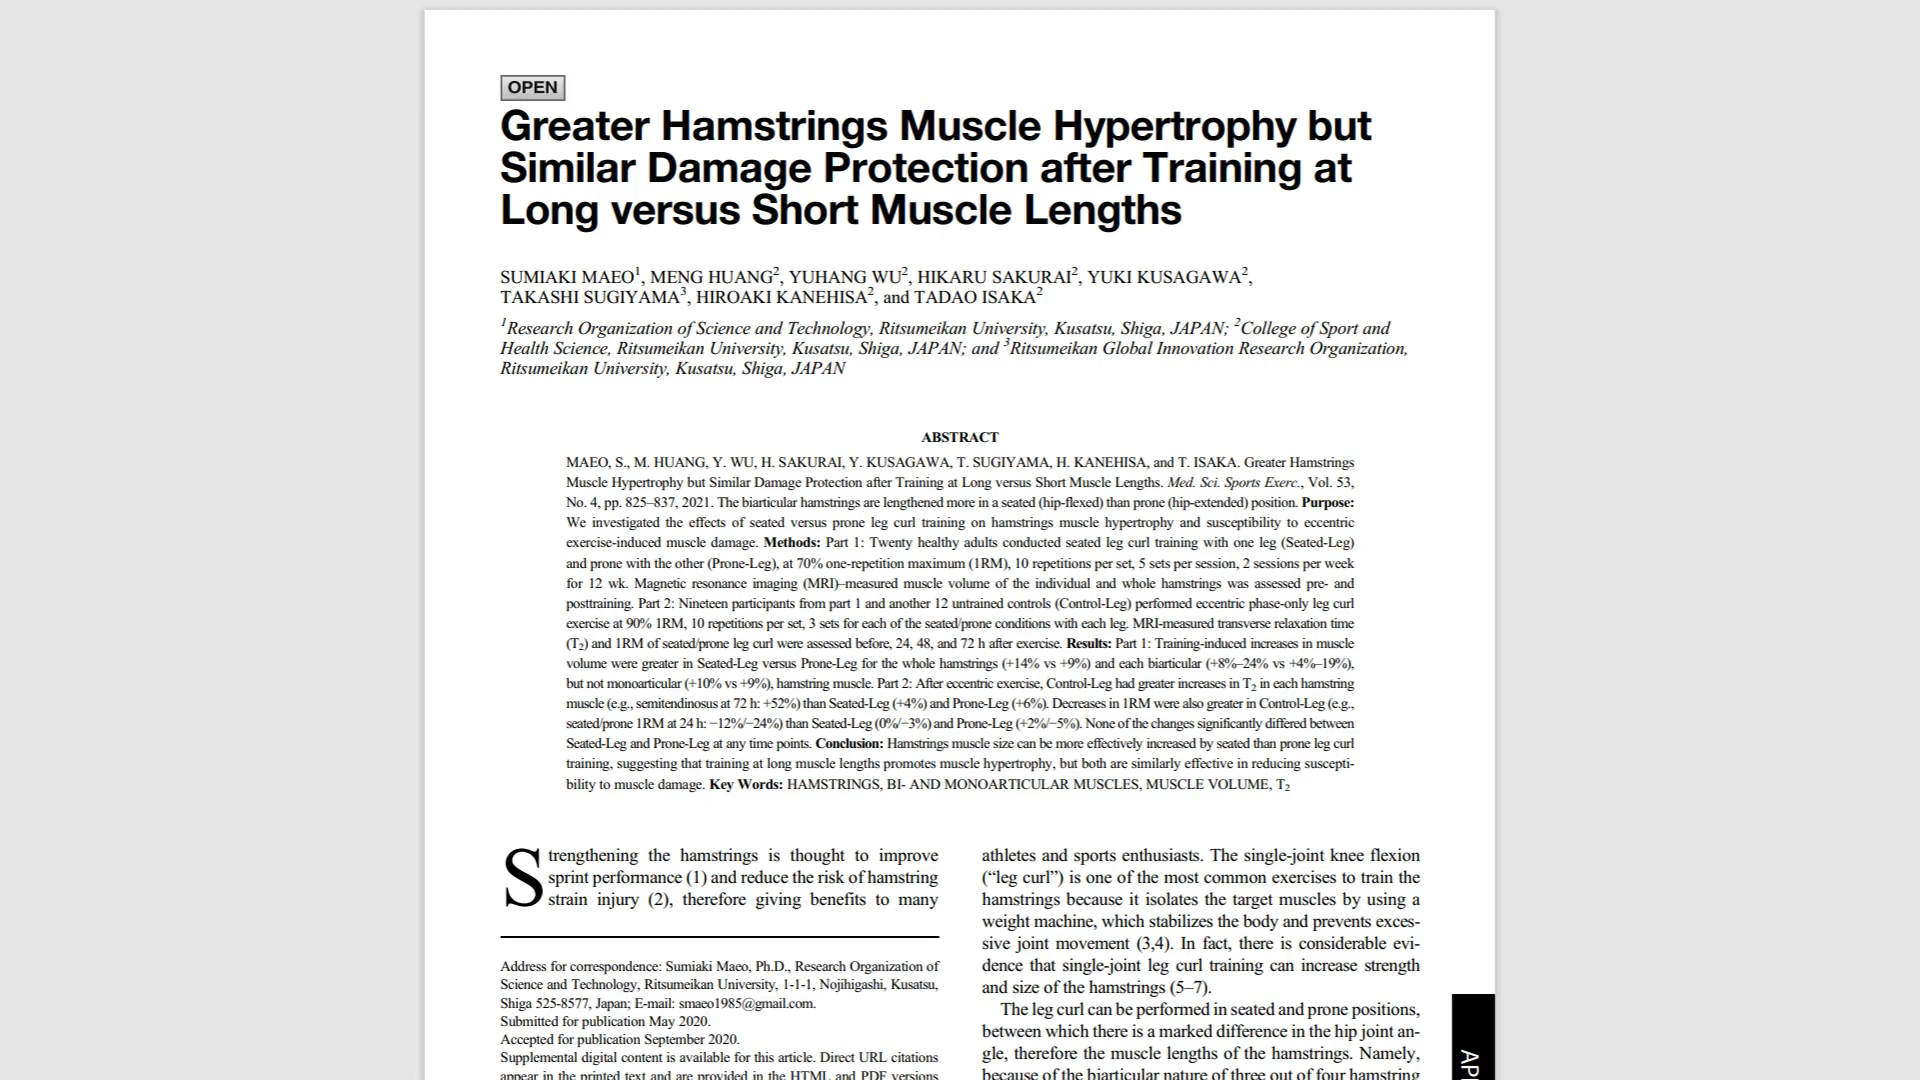 OPEN
Greater Hamstrings Muscle Hypertrophy but
Similar Damage Protection after Training at
Long versus Short Muscle Lengths
SUMIAKI MAEO1, MENG HUANG2, YUHANG WU2, HIKARU SAKURAI2, YUKI KUSAGAWA2,
TAKASHI SUGIYAMA3, HIROAKI KANEHISA2, and TADAO ISAKA2
1Research Organization of Science and Technology, Ritsumeikan University, Kusatsu, Shiga, JAPAN; 2College of Sport and
Health Science, Ritsumeikan University, Kusatsu, Shiga, JAPAN; and 3Ritsumeikan Global Innovation Research Organization,
Ritsumeikan University, Kusatsu, Shiga, JAPAN
ABSTRACT
MAEO, S., M. HUANG, Y. WU, H. SAKURAI, Y. KUSAGAWA, T. SUGIYAMA, H. KANEHISA, and T. ISAKA. Greater Hamstrings
Muscle Hypertrophy but Similar Damage Protection after Training at Long versus Short Muscle Lengths. Med. Sci. Sports Exerc., Vol. 53,
No. 4, pp. 825–837, 2021. The biarticular hamstrings are lengthened more in a seated (hip-flexed) than prone (hip-extended) position. Purpose:
We investigated the effects of seated versus prone leg curl training on hamstrings muscle hypertrophy and susceptibility to eccentric
exercise-induced muscle damage. Methods: Part 1: Twenty healthy adults conducted seated leg curl training with one leg (Seated-Leg)
and prone with the other (Prone-Leg), at 70% one-repetition maximum (1RM), 10 repetitions per set, 5 sets per session, 2 sessions per week
for 12 wk. Magnetic resonance imaging (MRI)–measured muscle volume of the individual and whole hamstrings was assessed pre- and
posttraining. Part 2: Nineteen participants from part 1 and another 12 untrained controls (Control-Leg) performed eccentric phase-only leg curl
exercise at 90% 1RM, 10 repetitions per set, 3 sets for each of the seated/prone conditions with each leg. MRI-measured transverse relaxation time
(T2) and 1RM of seated/prone leg curl were assessed before, 24, 48, and 72 h after exercise. Results: Part 1: Training-induced increases in muscle
volume were greater in Seated-Leg versus Prone-Leg for the whole hamstrings (+14% vs +9%) and each biarticular (+8%–24% vs +4%–19%),
but not monoarticular (+10% vs +9%), hamstring muscle. Part 2: After eccentric exercise, Control-Leg had greater increases in T2 in each hamstring
muscle (e.g., semitendinosus at 72 h: +52%) than Seated-Leg (+4%) and Prone-Leg (+6%). Decreases in 1RM were also greater in Control-Leg (e.g.,
seated/prone 1RM at 24 h: −12%/−24%) than Seated-Leg (0%/−3%) and Prone-Leg (+2%/−5%). None of the changes significantly differed between
Seated-Leg and Prone-Leg at any time points. Conclusion: Hamstrings muscle size can be more effectively increased by seated than prone leg curl
training, suggesting that training at long muscle lengths promotes muscle hypertrophy, but both are similarly effective in reducing suscepti-
bility to muscle damage. Key Words: HAMSTRINGS, BI- AND MONOARTICULAR MUSCLES, MUSCLE VOLUME, T2
Strengthening the hamstrings is thought to improve
sprint performance (1) and reduce the risk of hamstring
strain injury (2), therefore giving benefits to many
Address for correspondence: Sumiaki Maeo, Ph.D., Research Organization of
Science and Technology, Ritsumeikan University, 1-1-1, Nojihigashi, Kusatsu,
Shiga 525-8577, Japan; E-mail: smaeo1985@gmail.com.
Submitted for publication May 2020.
Accepted for publication September 2020.
Supplemental digital content is available for this article. Direct URL citations
appear in the printed text and are provided in the HTML and PDF versions
athletes and sports enthusiasts. The single-joint knee flexion
(“leg curl”) is one of the most common exercises to train the
hamstrings because it isolates the target muscles by using a
weight machine, which stabilizes the body and prevents exces-
sive joint movement (3,4). In fact, there is considerable evi-
dence that single-joint leg curl training can increase strength
and size of the hamstrings (5–7).
The leg curl can be performed in seated and prone positions,
between which there is a marked difference in the hip joint an-
gle, therefore the muscle lengths of the hamstrings. Namely,
because of the biarticular nature of three out of four hamstring